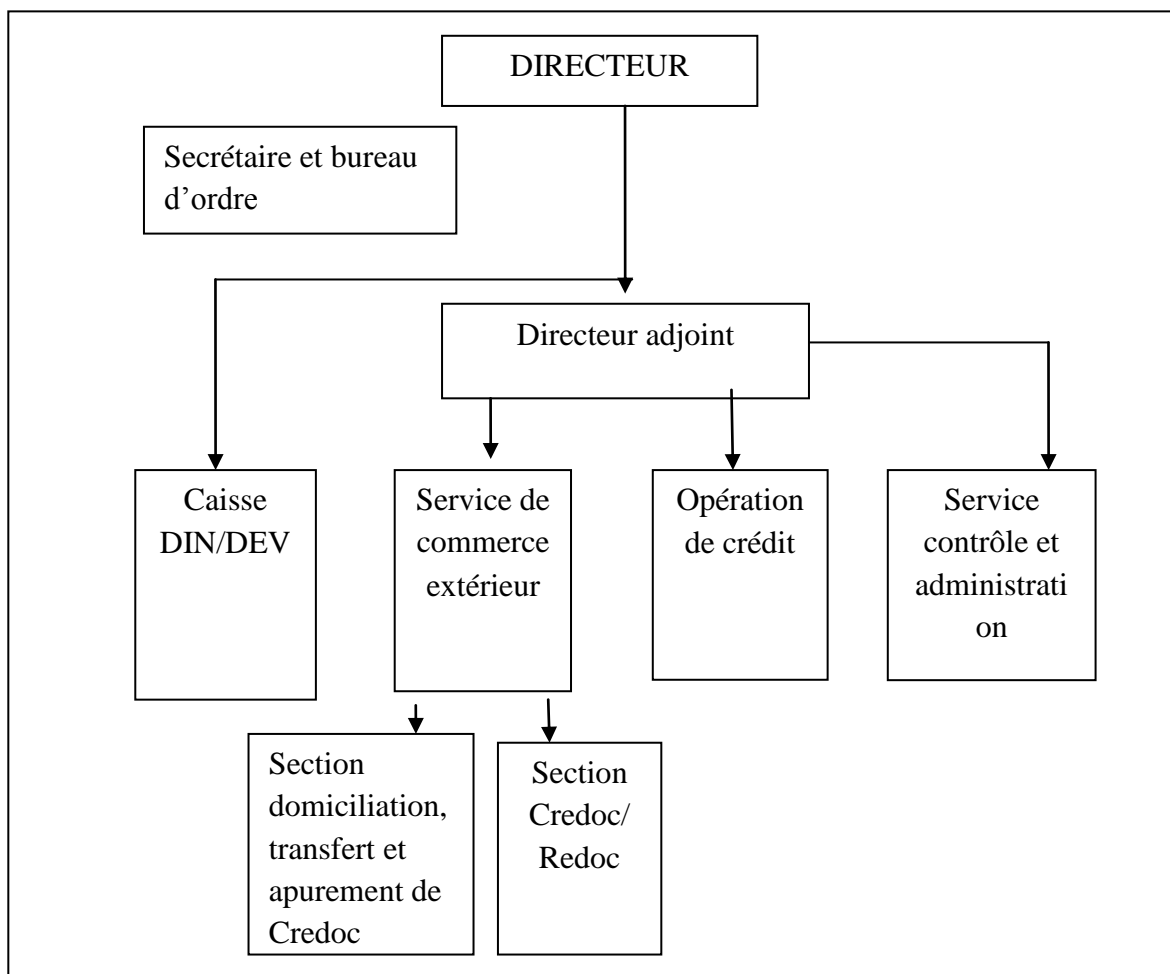 DIRECTEUR
Secrétaire et bureau
d’ordre
Directeur adjoint
Caisse
DIN/DEV
Service de
commerce
extérieur
Opération
de crédit
Service
contrôle et
administrati
on
Section
domiciliation,
transfert et
apurement de
Credoc
Section
Credoc/
Redoc